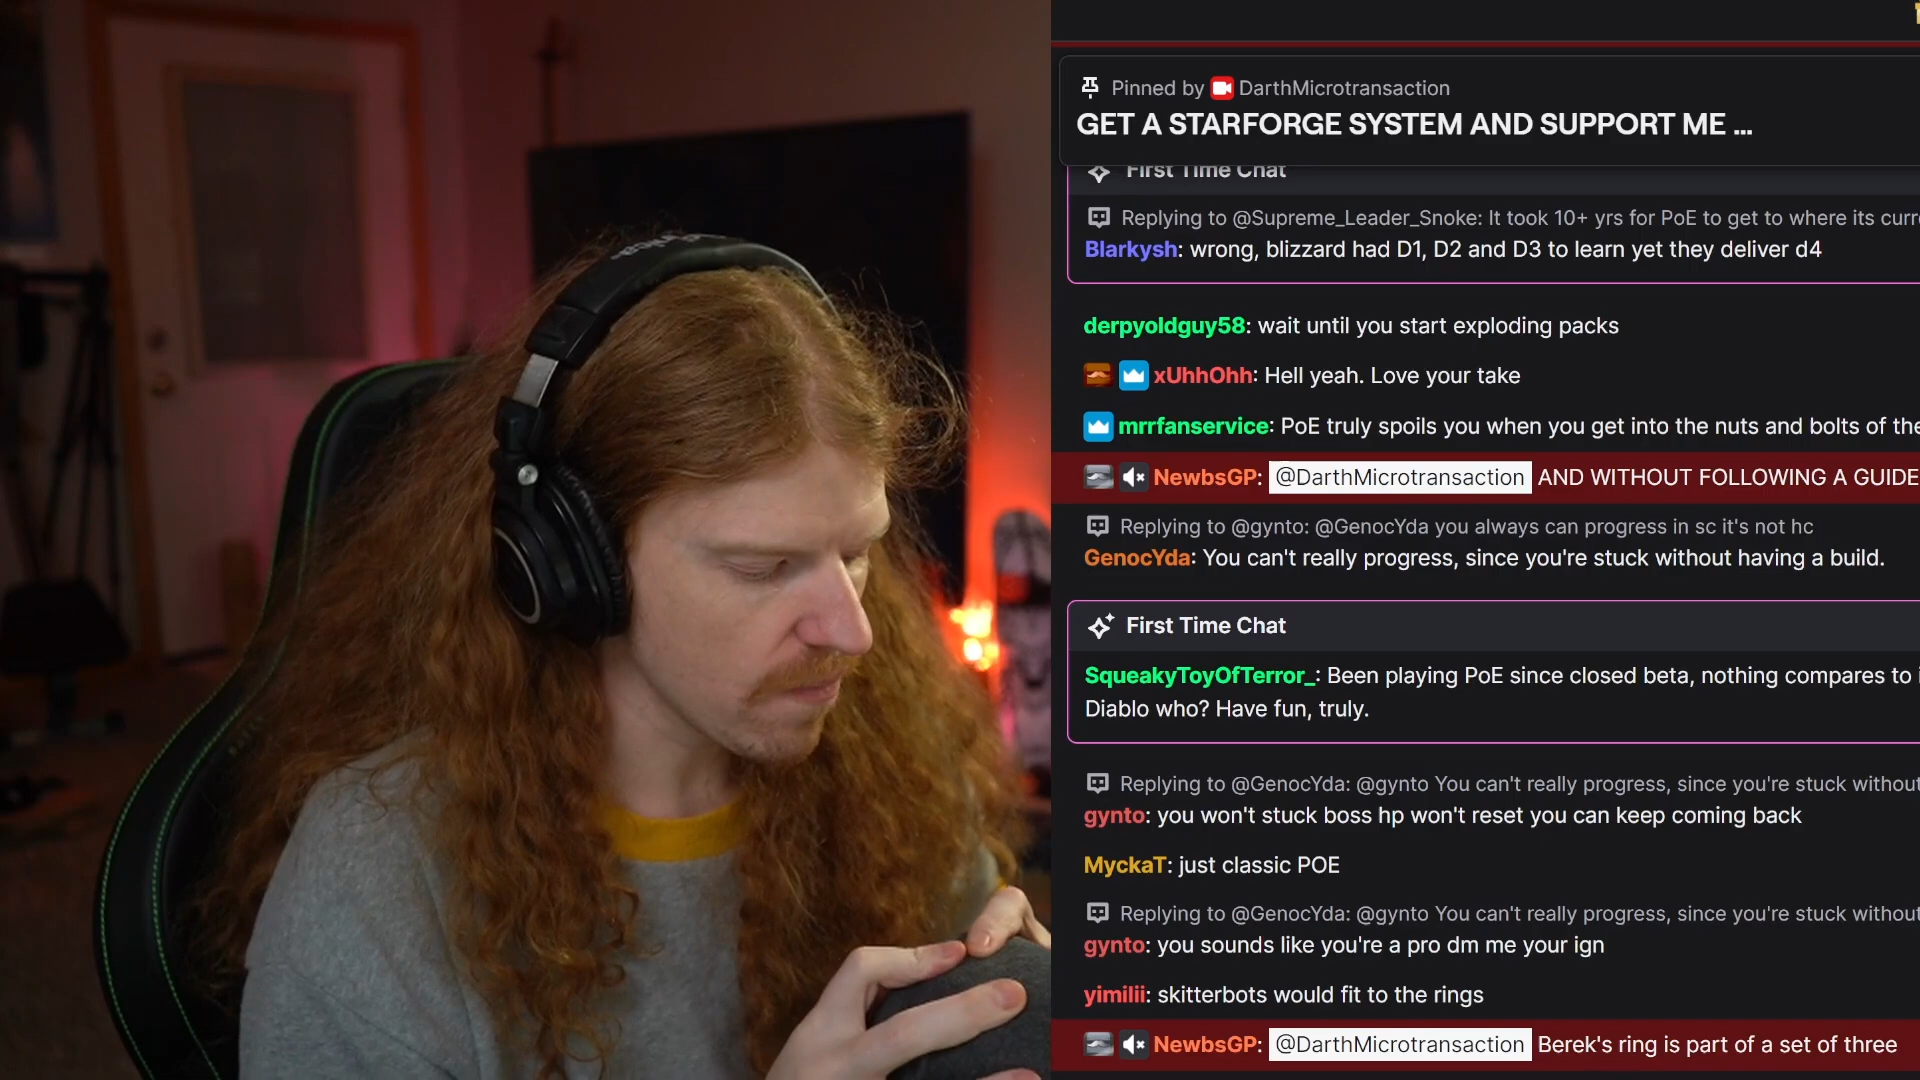 Pinned by DarthMicrotransaction
GET A STARFORGE SYSTEM AND SUPPORT ME ...
First Time Chat
Replying to @Supreme_Leader_Snoke: It took 10+ yrs for PoE to get to where its curr
Blarkysh: wrong, blizzard had D1, D2 and D3 to learn yet they deliver d4
derpyoldguy58: wait until you start exploding packs
xUhhOhh: Hell yeah. Love your take
mrrfanservice: PoE truly spoils you when you get into the nuts and bolts of the
NewbsGP: @DarthMicrotransaction AND WITHOUT FOLLOWING A GUIDE
Replying to @gynto: @GenocYda you always can progress in sc it's not hc
GenocYda: You can't really progress, since you're stuck without having a build.
First Time Chat
SqueakyToyOfTerror_: Been playing PoE since closed beta, nothing compares to i
Diablo who? Have fun, truly.
Replying to @GenocYda: @gynto You can't really progress, since you're stuck without
gynto: you won't stuck boss hp won't reset you can keep coming back
MyckaT: just classic POE
Replying to @GenocYda: @gynto You can't really progress, since you're stuck without
gynto: you sounds like you're a pro dm me your ign
yimilii: skitterbots would fit to the rings
NewbsGP: @DarthMicrotransaction Berek's ring is part of a set of three